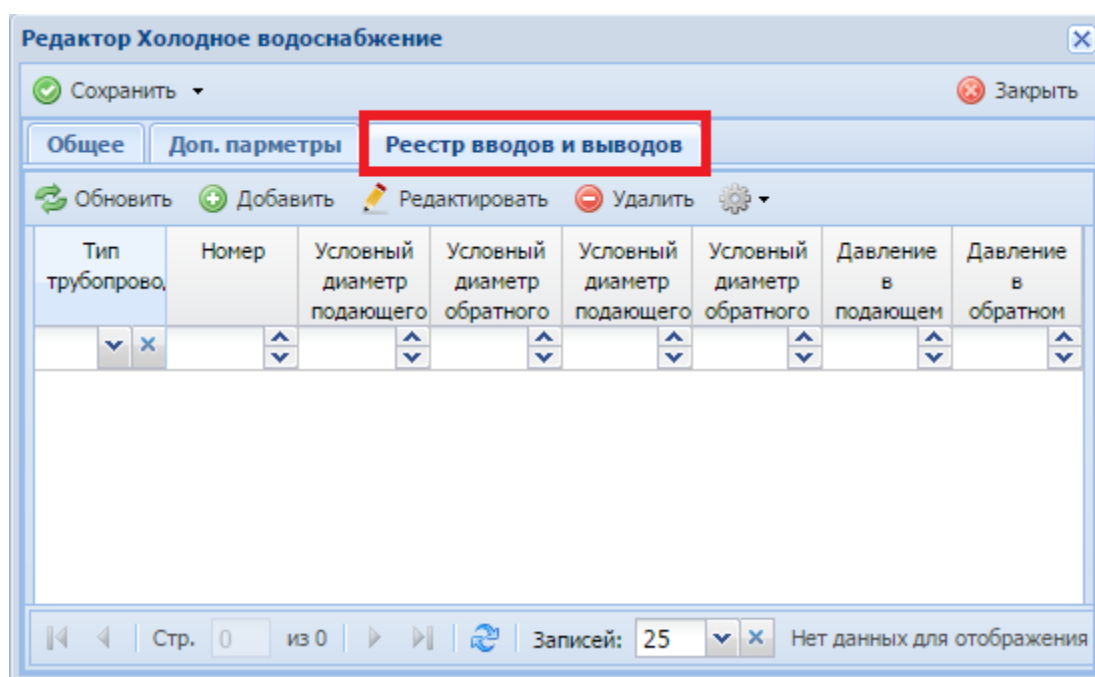 Редактор Холодное водоснабжение
Сохранить Закрыть
Общее Доп. парметры Реестр вводов и выводов
Обновить Добавить Редактировать Удалить
Тип Номер Условный Условный Условный Условный Давление Давление
трубопровод, диаметр диаметр диаметр диаметр в в
подающего обратного подающего обратного подающем обратном
Стр. 0 из 0 Записей: 25 Нет данных для отображения